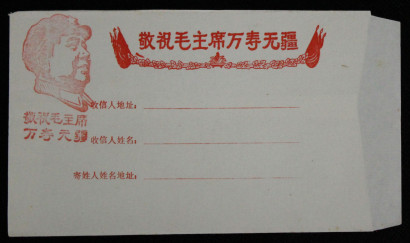 敬祝毛主席万寿无疆
敬祝毛主席
万寿无疆
收信人地址：
收信人姓名：
寄姓人姓名地址：